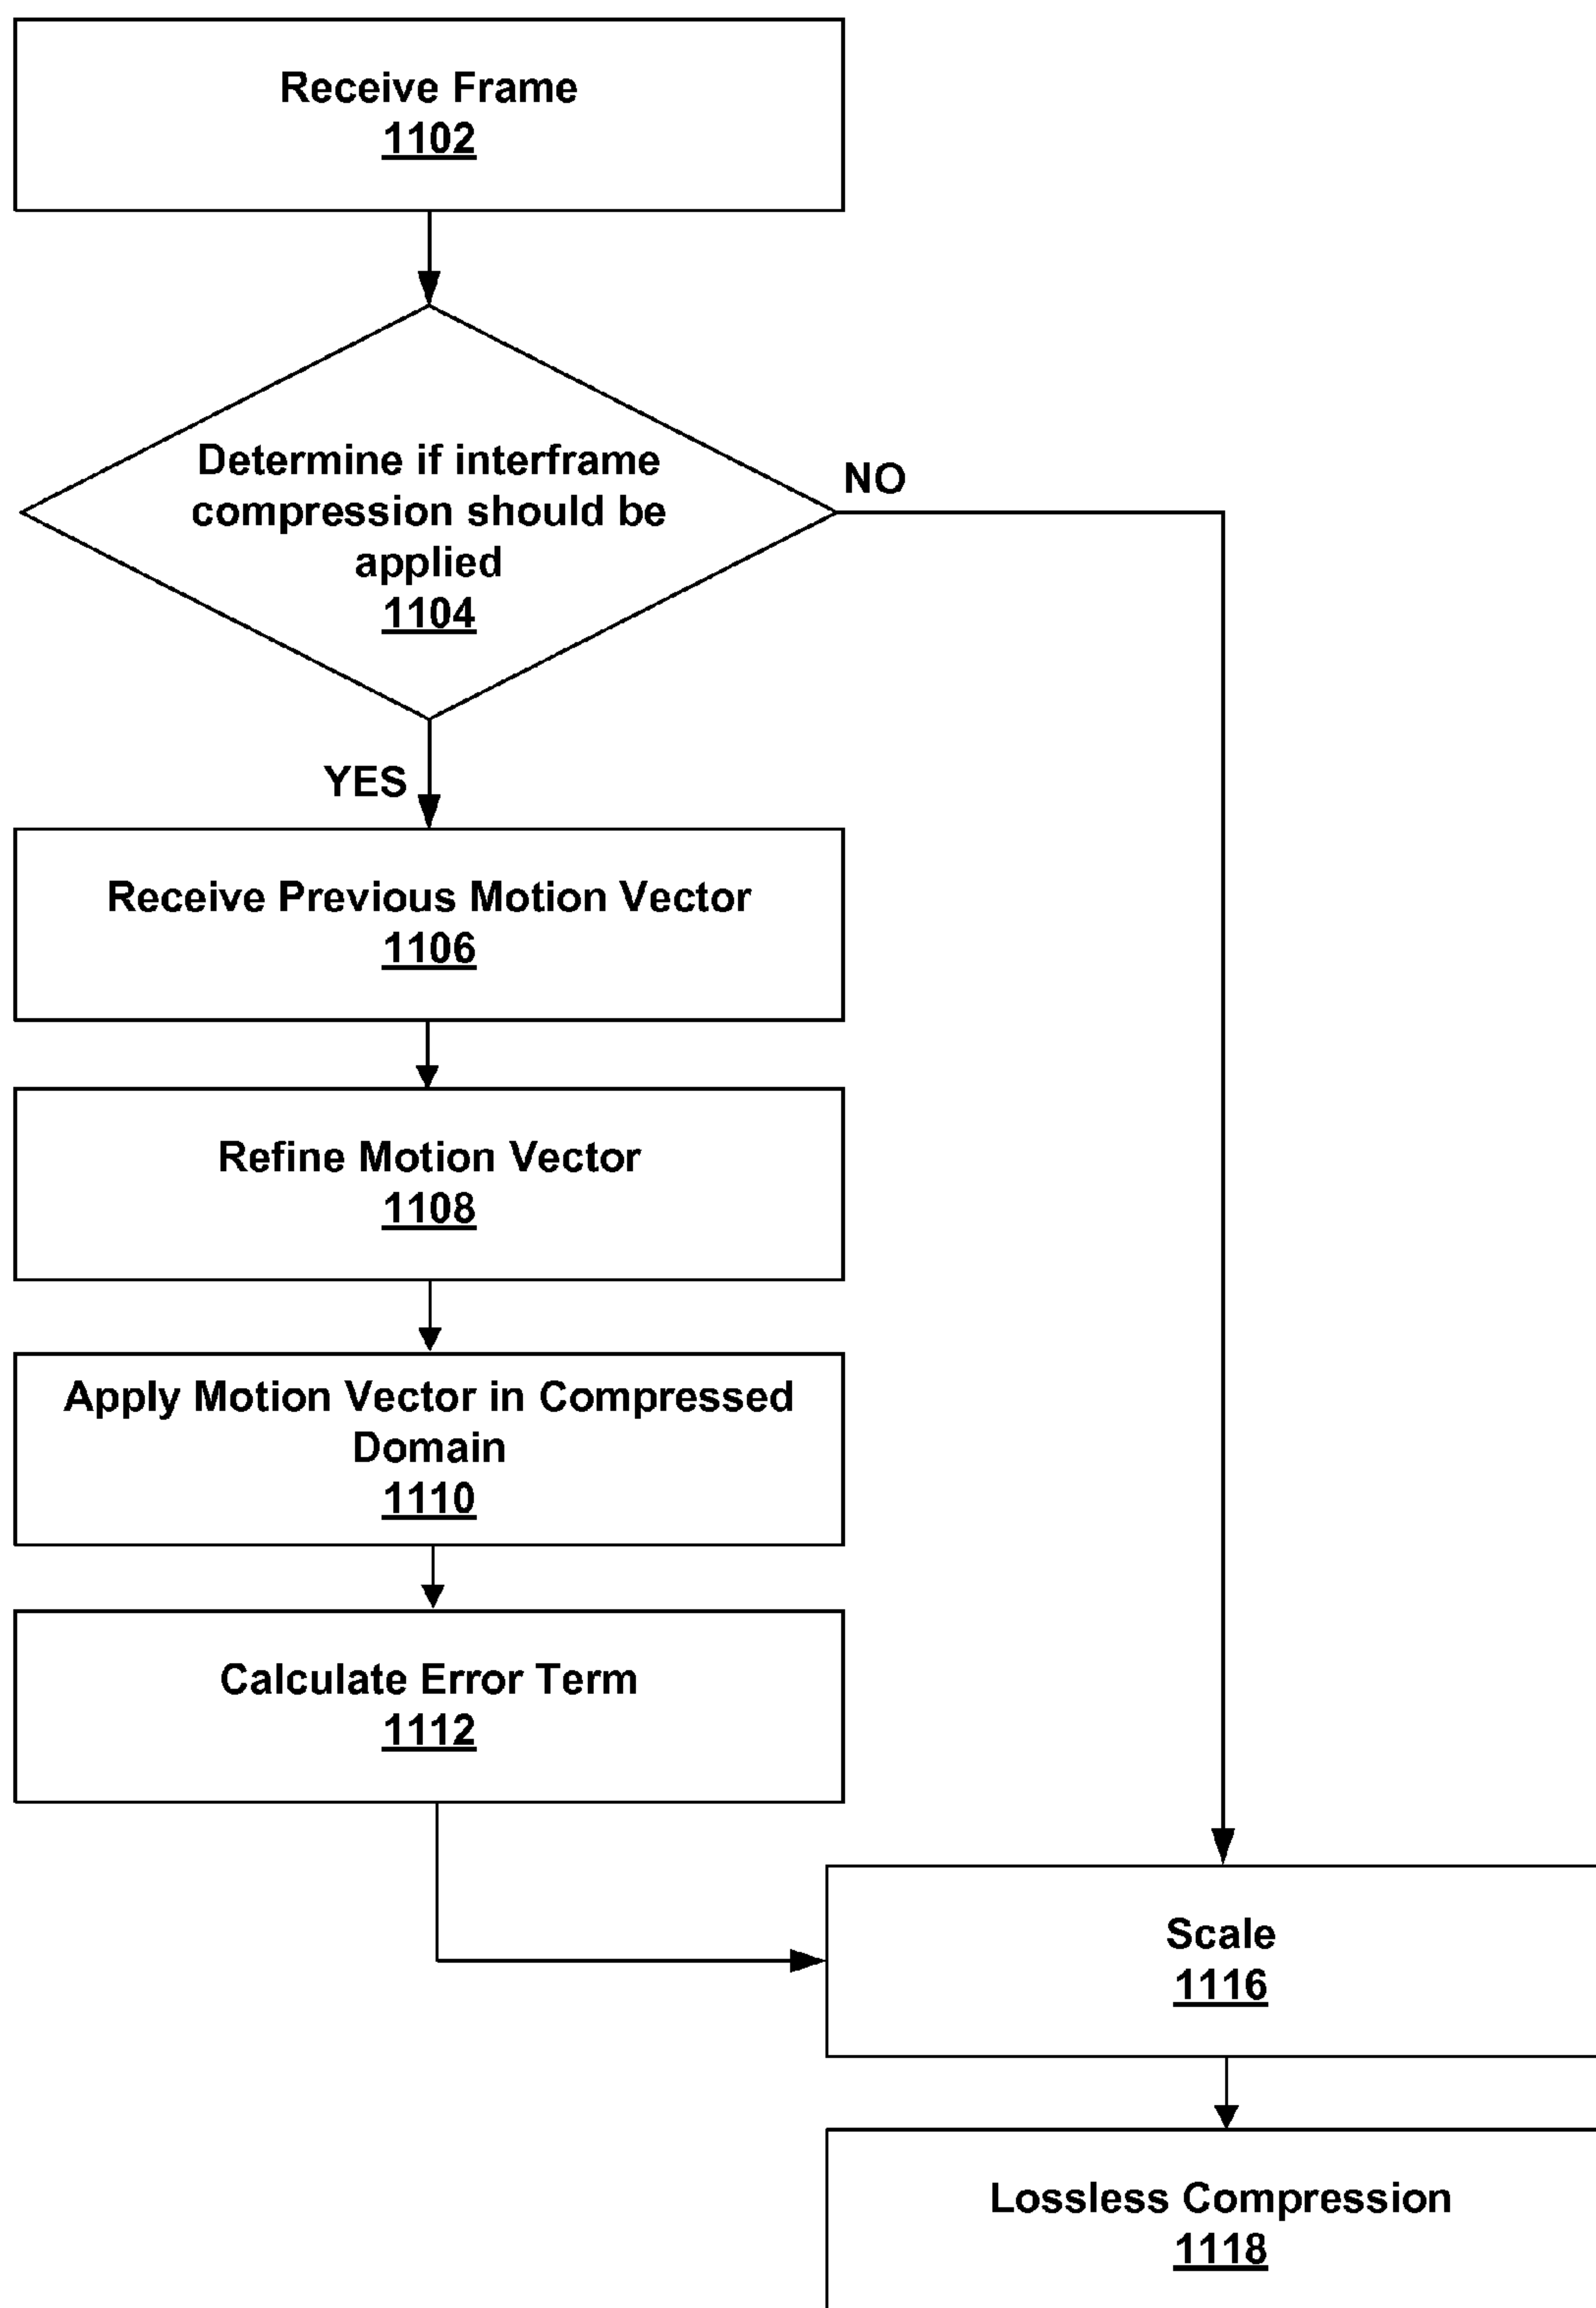 Receive Frame
1102
Determine if interframe
compression should be
applied
1104
NO
YES
Receive Previous Motion Vector
1106
Refine Motion Vector
1108
Apply Motion Vector in Compressed
Domain
1110
Calculate Error Term
1112
Scale
1116
Lossless Compression
1118